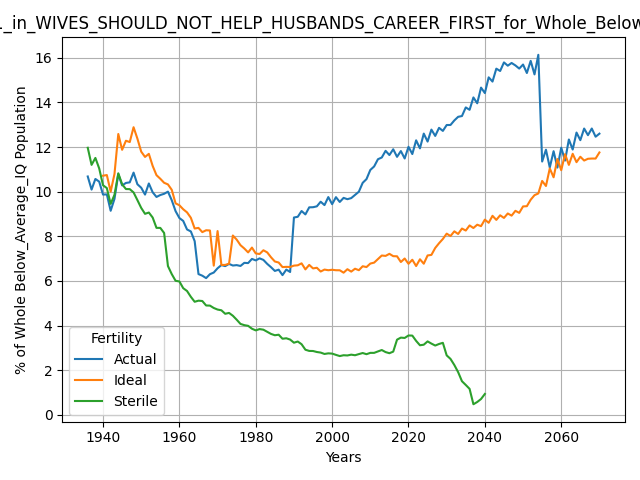 _in_WIVES_SHOULD_NOT_HELP_HUSBANDS_CAREER_FIRST_for_Whole_Below
% of Whole Below_Average_IQ Population
16
14
12
10
8
6
4
2
0
Fertility
Actual
Ideal
Sterile
1940 1960 1980 2000 2020 2040 2060
Years